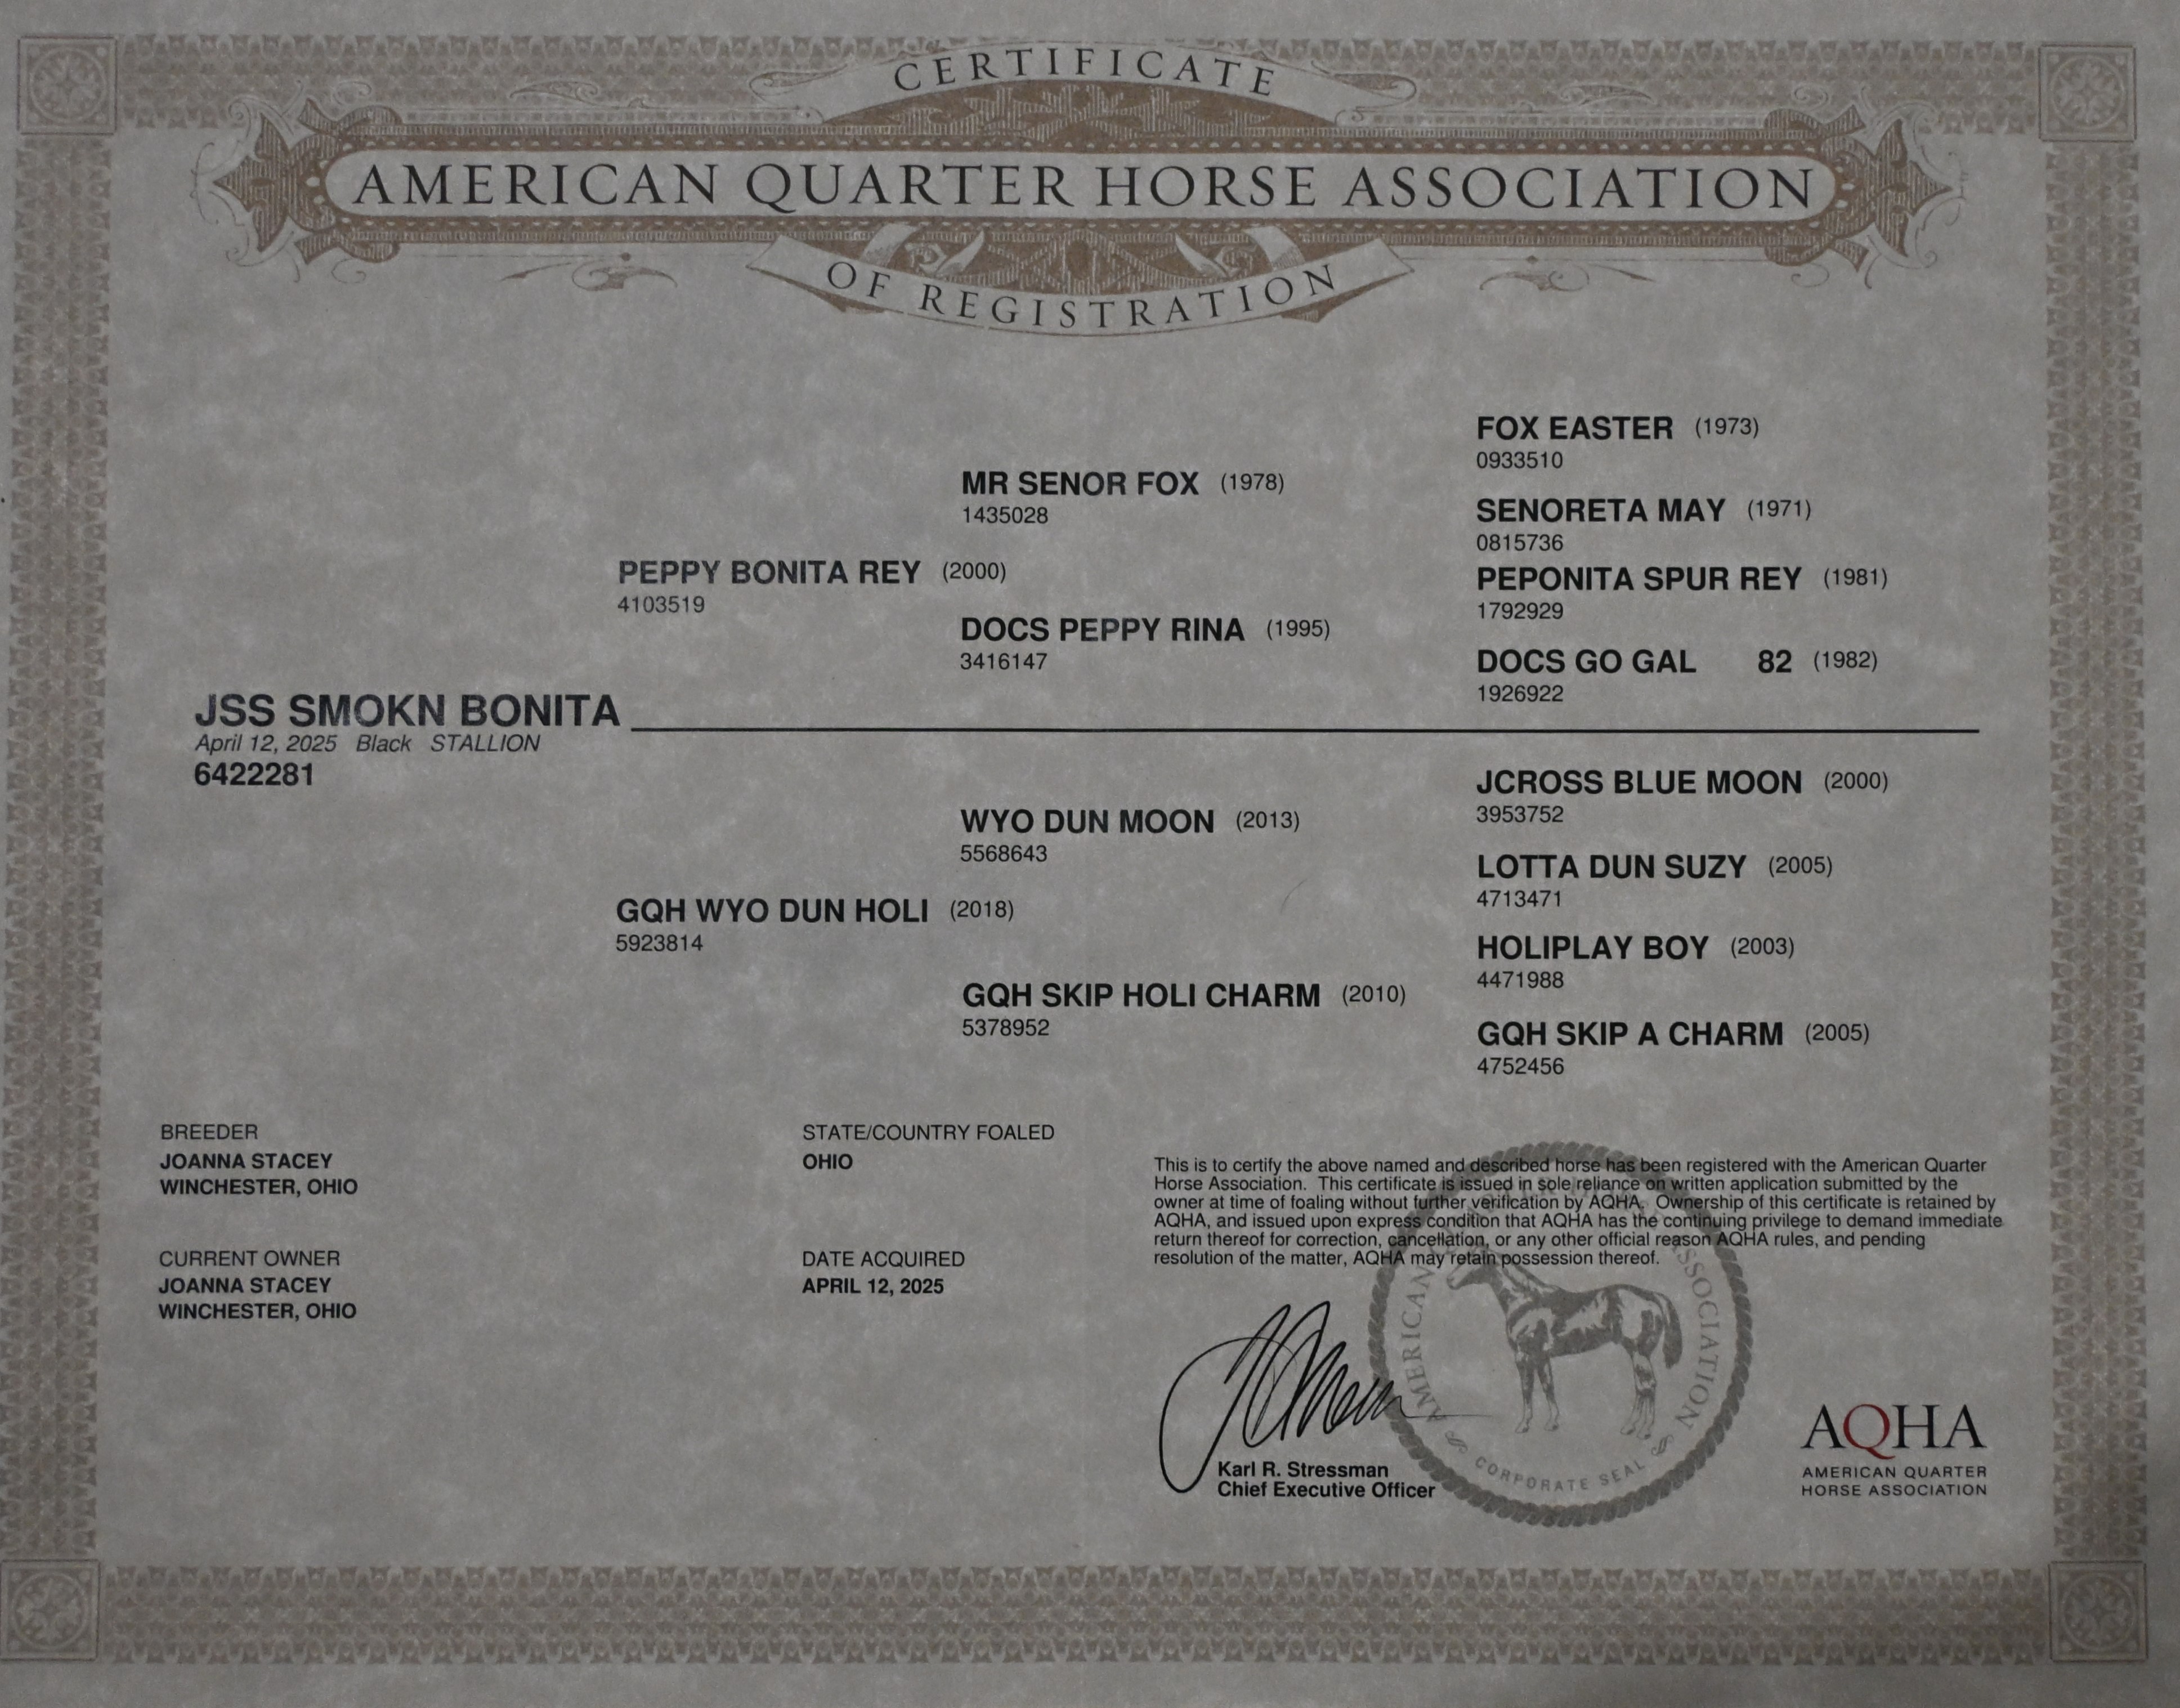 CERTIFICATE
AMERICAN QUARTER HORSE ASSOCIATION
OF REGISTRATION
FOX EASTER (1973)
0933510
MR SENOR FOX (1978)
1435028
SENORETA MAY (1971)
0815736
PEPPY BONITA REY (2000)
4103519
PEPONITA SPUR REY (1981)
1792929
DOCS PEPPY RINA (1995)
3416147
DOCS GO GAL 82 (1982)
1926922
JSS SMOKN BONITA
April 12, 2025 Black STALLION
6422281
JCROSS BLUE MOON (2000)
3953752
WYO DUN MOON (2013)
5568643
LOTTA DUN SUZY (2005)
4713471
GQH WYO DUN HOLI (2018)
5923814
HOLIPLAY BOY (2003)
4471988
GQH SKIP HOLI CHARM (2010)
5378952
GQH SKIP A CHARM (2005)
4752456
BREEDER
JOANNA STACEY
WINCHESTER, OHIO
STATE/COUNTRY FOALED
OHIO
CURRENT OWNER
JOANNA STACEY
WINCHESTER, OHIO
DATE ACQUIRED
APRIL 12, 2025
This is to certify the above named and described horse has been registered with the American Quarter
Horse Association. This certificate is issued in sole reliance on written application submitted by the
owner at time of foaling without further verification by AQHA. Ownership of this certificate is retained by
AQHA, and issued upon express condition that AQHA has the continuing privilege to demand immediate
return thereof for correction, cancellation, or any other official reason AQHA rules, and pending
resolution of the matter, AQHA may retain possession thereof.
Karl R. Stressman
Chief Executive Officer
AMERICAN ASSOCIATION
CORPORATE SEAL
AQHA
AMERICAN QUARTER
HORSE ASSOCIATION